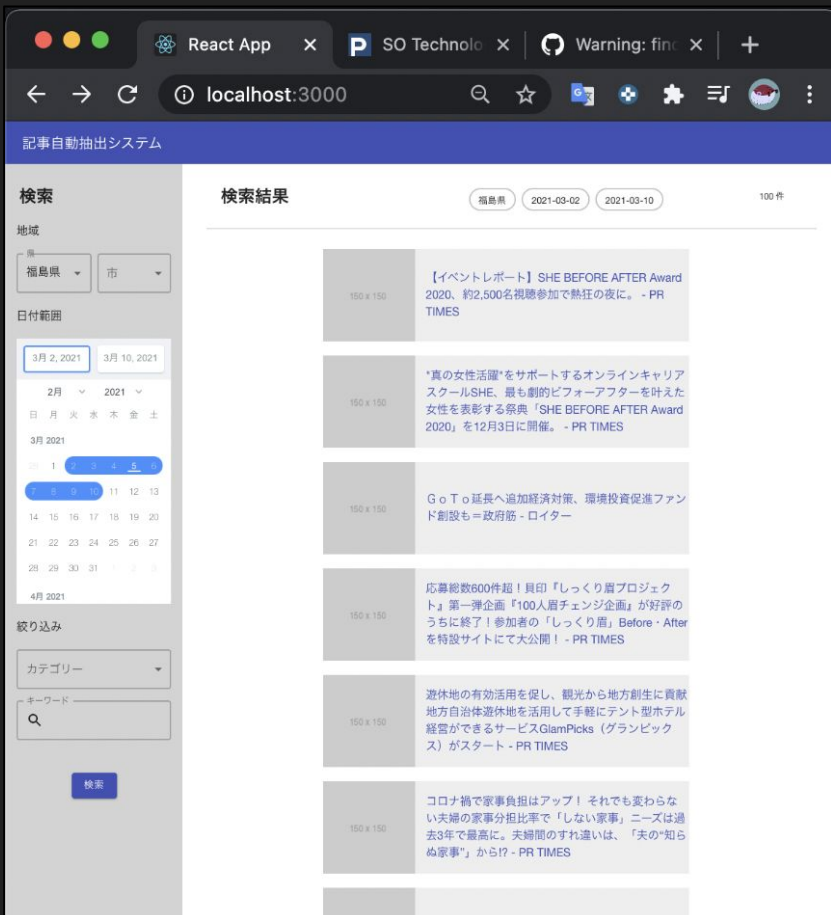 React App
SO Technolo
Warning: finc
localhost:3000
記事自動抽出システム
検索
地域
県
福島県
市
日付範囲
3月 2, 2021
3月 10, 2021
2月
2021
日 月 火 水 木 金 土
3月 2021
1 2 3 4 5 6
7 8 9 10 11 12 13
14 15 16 17 18 19 20
21 22 23 24 25 26 27
28 29 30 31
4月 2021
絞り込み
カテゴリー
キーワード
検索
検索結果
福島県
2021-03-02
2021-03-10
100 件
150 x 150
【イベントレポート】SHE BEFORE AFTER Award
2020、約2,500名視聴参加で熱狂の夜に。 - PR
TIMES
150 x 150
"真の女性活躍"をサポートするオンラインキャリア
スクールSHE、最も劇的ビフォーアフターを叶えた
女性を表彰する祭典「SHE BEFORE AFTER Award
2020」を12月3日に開催。 - PR TIMES
150 x 150
ＧｏＴｏ延長へ追加経済対策、環境投資促進ファン
ド創設も＝政府筋 - ロイター
150 x 150
応募総数600件超！貝印『しっくり眉プロジェク
ト』第一弾企画『100人眉チェンジ企画』が好評の
うちに終了！参加者の「しっくり眉」Before・After
を特設サイトにて大公開！ - PR TIMES
150 x 150
遊休地の有効活用を促し、観光から地方創生に貢献
地方自治体遊休地を活用して手軽にテント型ホテル
経営ができるサービスGlamPicks（グランピック
ス）がスタート - PR TIMES
150 x 150
コロナ禍で家事負担はアップ！ それでも変わらな
い夫婦の家事分担比率で「しない家事」ニーズは過
去3年で最高に。夫婦間のすれ違いは、「夫の"知ら
ぬ家事"」から!? - PR TIMES